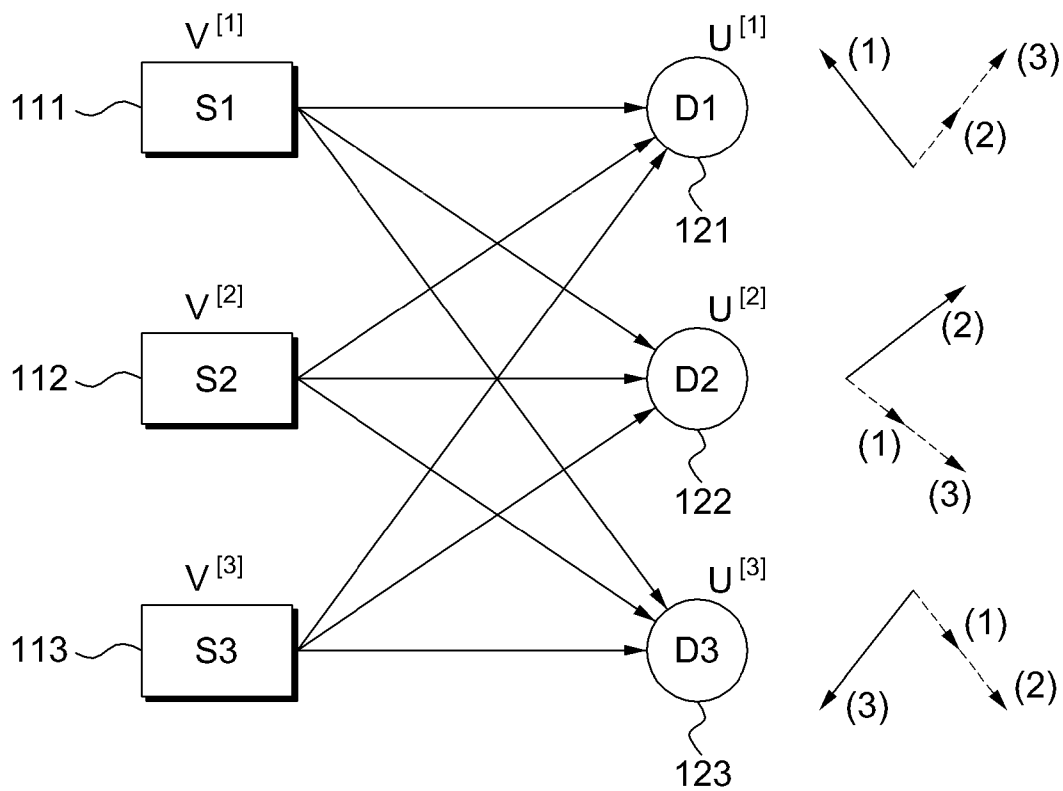 V[1]
U[1]
111
S1
D1
(1)
(3)
(2)
121
V[2]
U[2]
112
S2
D2
(2)
(1)
(3)
122
V[3]
U[3]
113
S3
D3
(1)
(2)
(3)
123